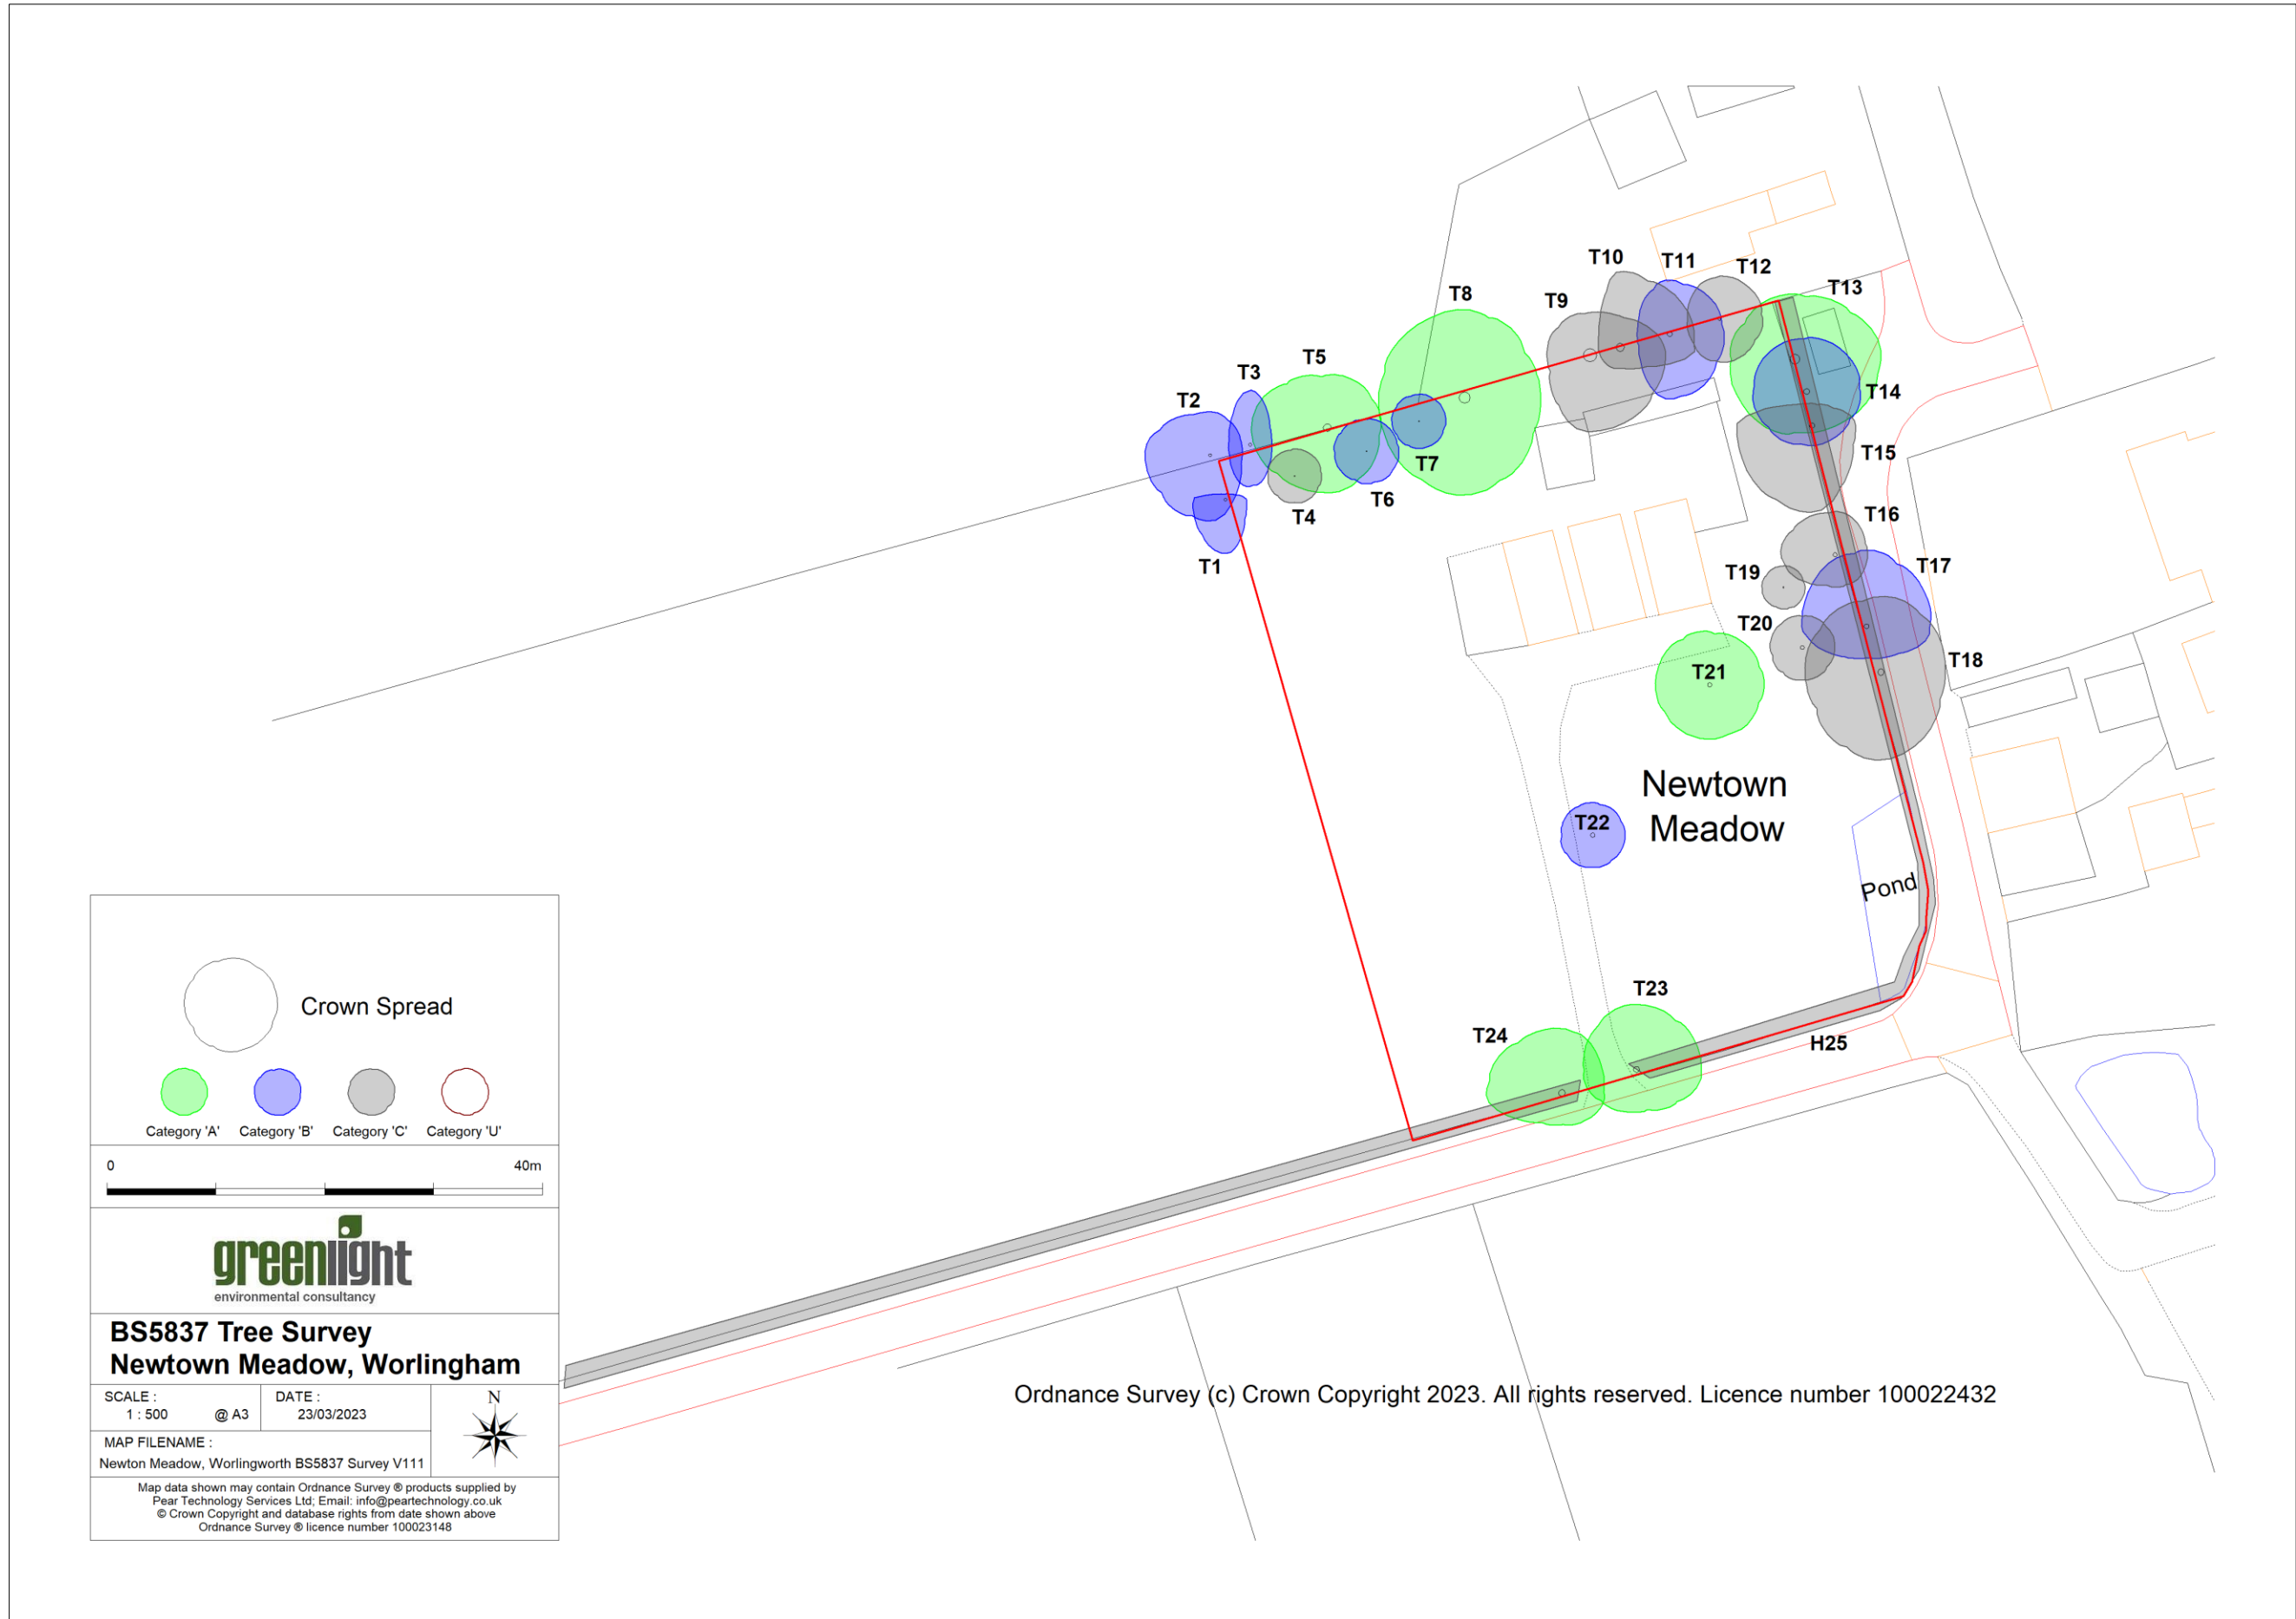 T10
T11
T12
T13
T8
T9
T5
T3
T2
T14
T15
T7
T6
T4
T16
T1
T19
T17
T20
T18
T21
Newtown
Meadow
T22
Pond
T23
T24
H25
Crown Spread
Category 'A' Category 'B' Category 'C' Category 'U'
0 40m
greenlight
environmental consultancy
BS5837 Tree Survey
Newtown Meadow, Worlingham
SCALE : DATE : N
1 : 500 @ A3 23/03/2023
MAP FILENAME :
Newton Meadow, Worlingworth BS5837 Survey V111
Map data shown may contain Ordnance Survey ® products supplied by
Pear Technology Services Ltd; Email: info@peartechnology.co.uk
© Crown Copyright and database rights from date shown above
Ordnance Survey ® licence number 100023148
Ordnance Survey (c) Crown Copyright 2023. All rights reserved. Licence number 100022432